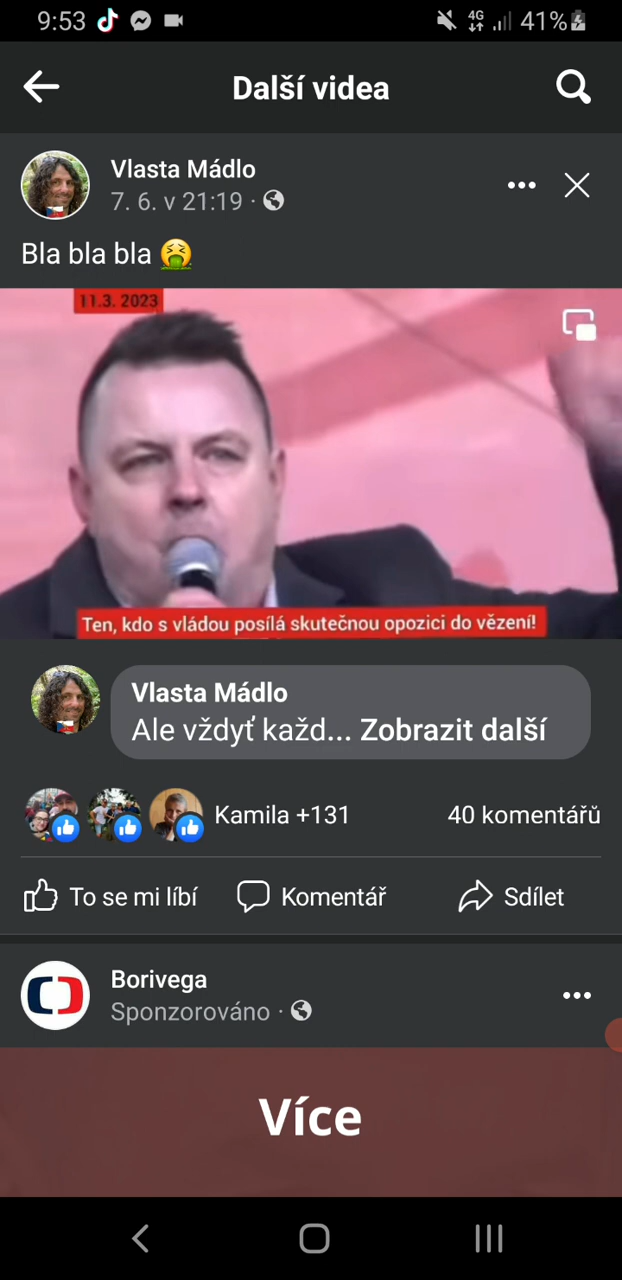 9:53
4G
41%
Další videa
Vlasta Mádlo
7. 6. v 21:19 ·
Bla bla bla 🤮
11.3. 2023
Ten, kdo s vládou posílá skutečnou opozici do vězení!
Vlasta Mádlo
Ale vždyť každ... Zobrazit další
Kamila +131
40 komentářů
To se mi líbí
Komentář
Sdílet
Borivega
Sponzorováno ·
Více